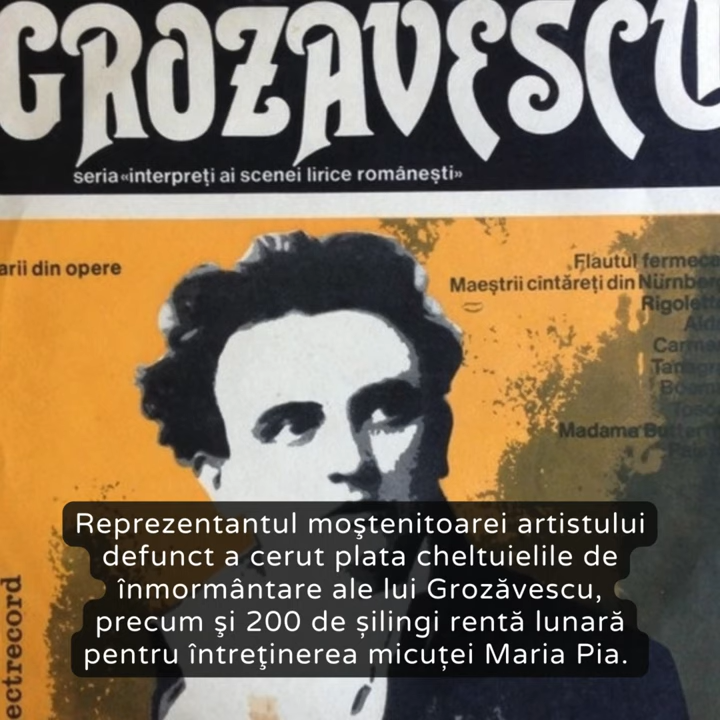 GROZAVESCU
seria «interpreți ai scenei lirice românești»
arii din opere
Flautul fermeca
Maeștrii cîntăreți din Nürnber
Rigolett
Aid
Carme
Boem
Tosc
Madama Butterf
ectrecord
Reprezentantul moştenitoarei artistului
defunct a cerut plata cheltuielile de
înmormântare ale lui Grozăvescu,
precum şi 200 de șilingi rentă lunară
pentru întreţinerea micuței Maria Pia.